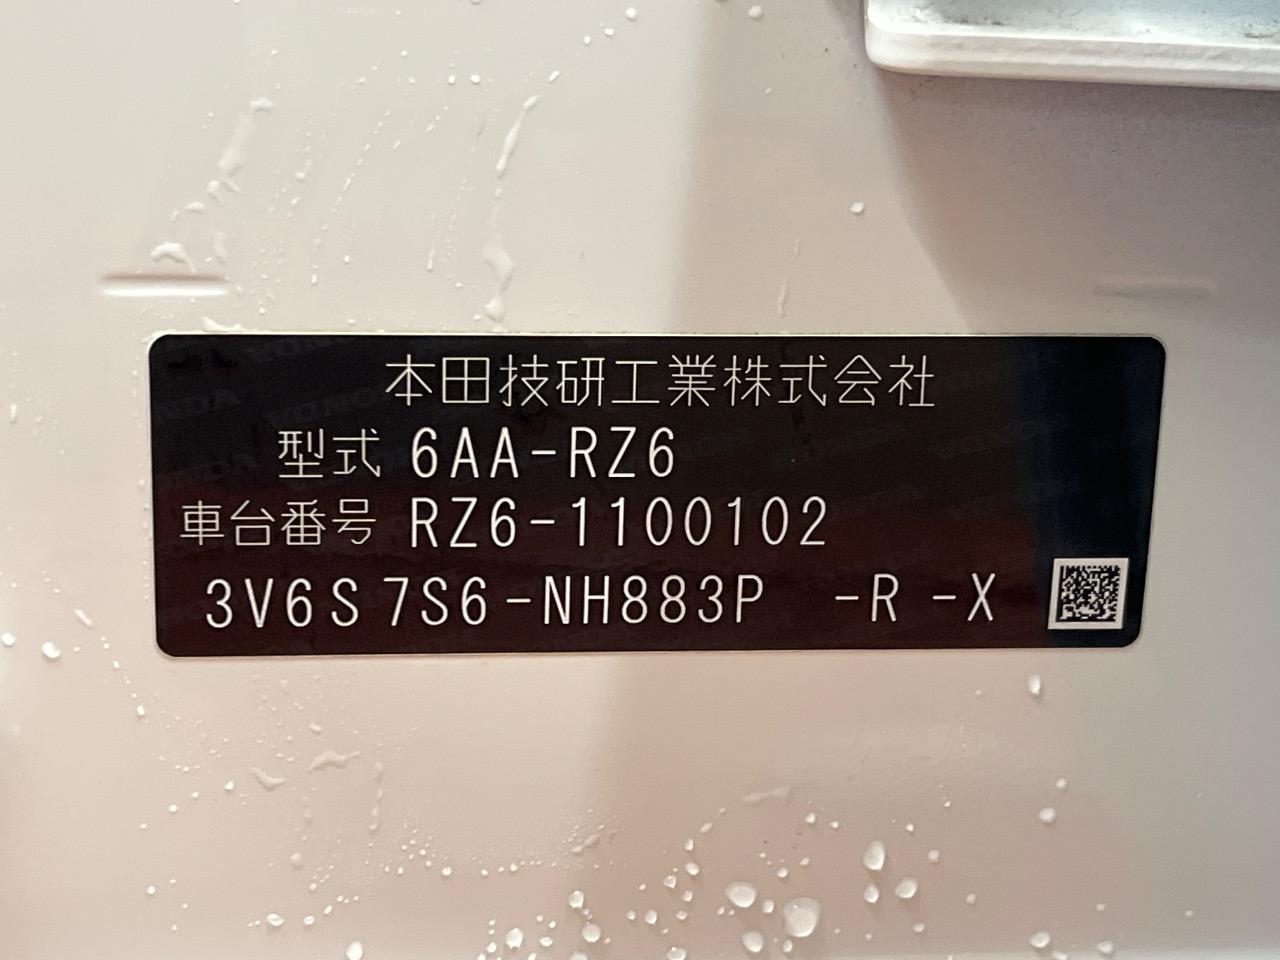 本田技研工業株式会社
型式 6AA-RZ6
車台番号 RZ6-1100102
3V6S7S6-NH883P -R -X